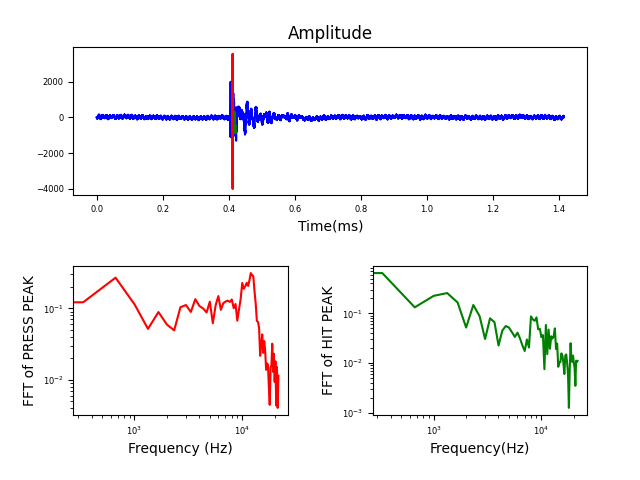 Amplitude
2000
0
−2000
−4000
0.0 0.2 0.4 0.6 0.8 1.0 1.2 1.4
Time(ms)
FFT of PRESS PEAK
10⁻¹
10⁻²
10³ 10⁴
Frequency (Hz)
FFT of HIT PEAK
10⁻¹
10⁻²
10⁻³
10³ 10⁴
Frequency(Hz)